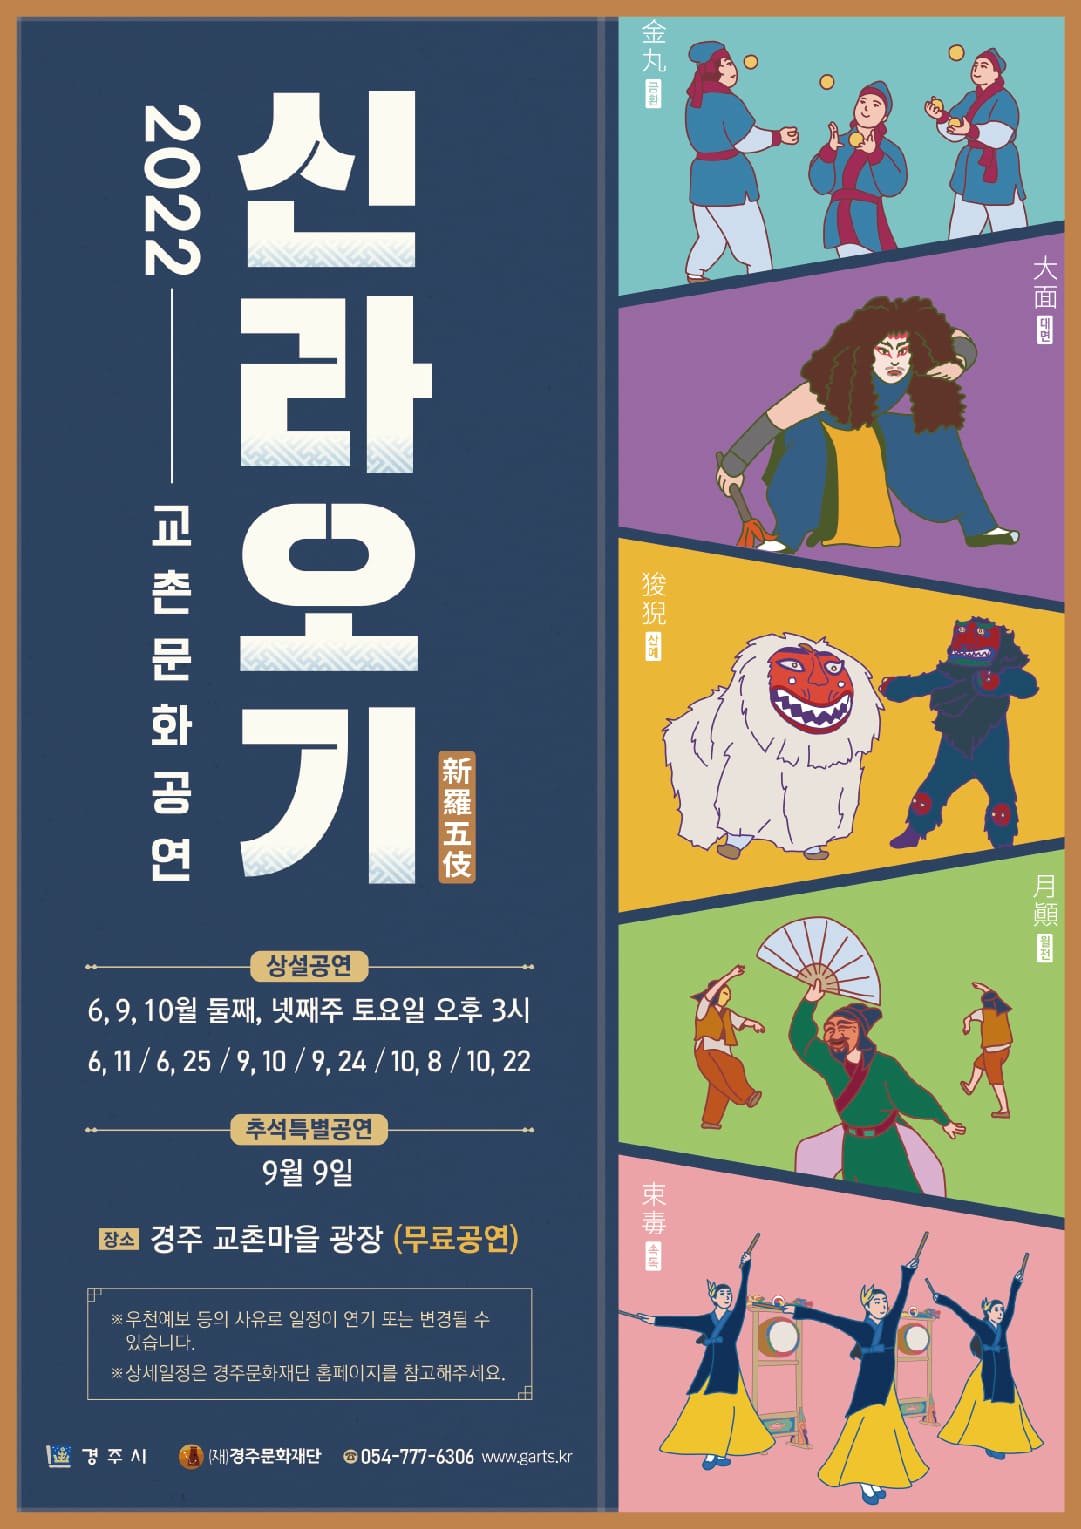 2022
교촌문화공연
신라오기
新羅五伎
상설공연
6, 9, 10월 둘째, 넷째주 토요일 오후 3시
6, 11 / 6, 25 / 9, 10 / 9, 24 / 10, 8 / 10, 22
추석특별공연
9월 9일
장소 경주 교촌마을 광장 (무료공연)
※우천예보 등의 사유로 일정이 연기 또는 변경될 수
있습니다.
※상세일정은 경주문화재단 홈페이지를 참고해주세요.
경주시 (재)경주문화재단 ☎054-777-6306 www.garts.kr
金丸
금환
大面
대면
狻猊
산예
月顚
월전
束毒
속독